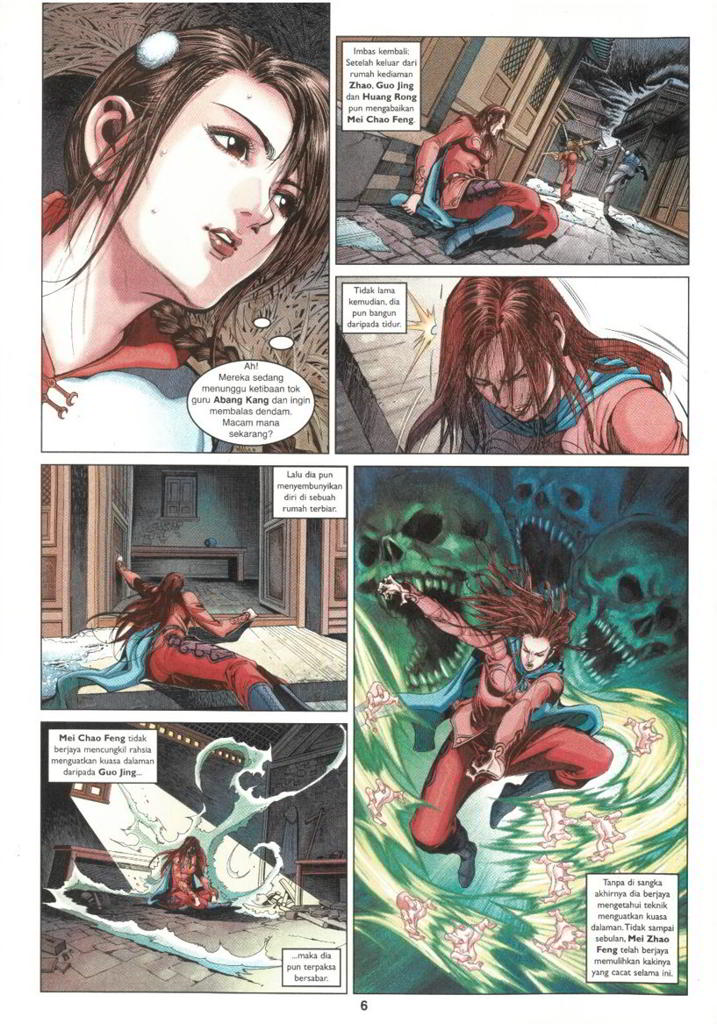 Ah!
Mereka sedang
menunggu ketibaan tok
guru Abang Kang dan ingin
membalas dendam.
Macam mana
sekarang?
Imbas kembali:
Setelah keluar dari
rumah kediaman
Zhao, Guo Jing
dan Huang Rong
pun mengabaikan
Mei Chao Feng.
Tidak lama
kemudian, dia
pun bangun
daripada tidur.
Lalu dia pun
menyembunyikan
diri di sebuah
rumah terbiar.
Mei Chao Feng tidak
berjaya mencungkil rahsia
menguatkan kuasa dalaman
daripada Guo Jing...
...maka dia
pun terpaksa
bersabar.
Tanpa di sangka
akhirnya dia berjaya
mengetahui teknik
menguatkan kuasa
dalaman. Tidak sampai
sebulan, Mei Zhao
Feng telah berjaya
memulihkan kakinya
yang cacat selama ini.
6